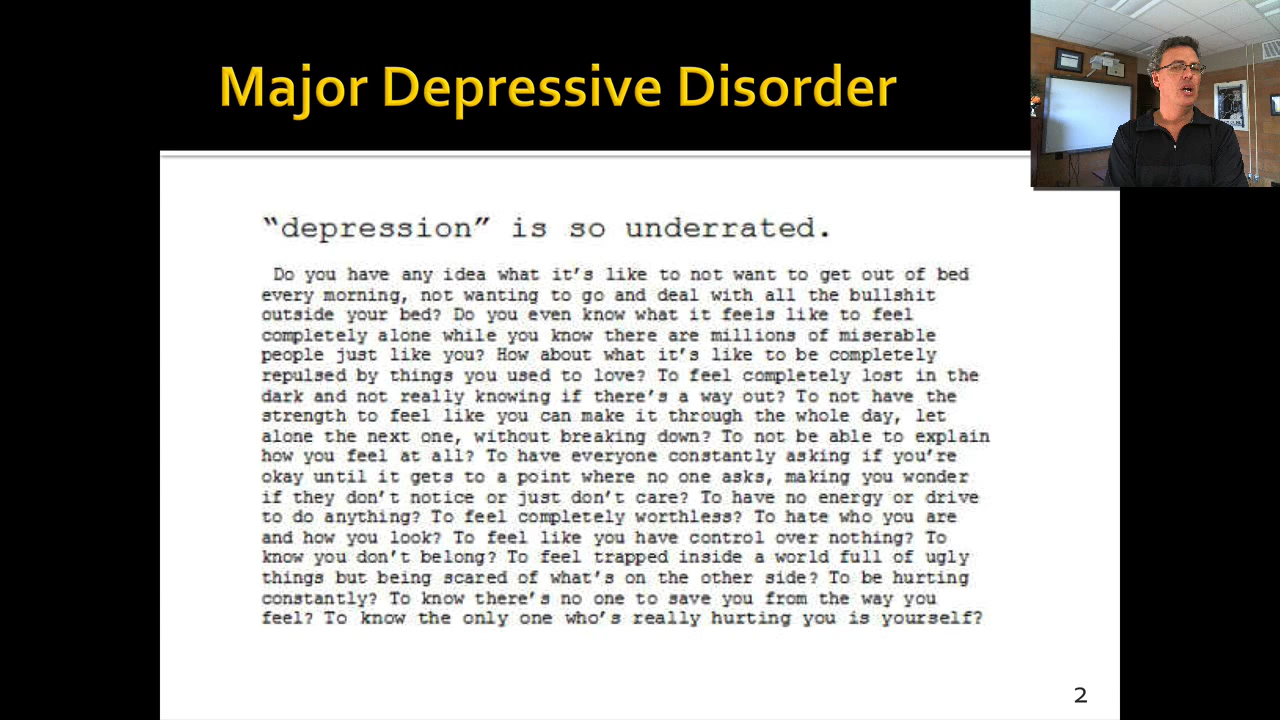 Major Depressive Disorder
“depression” is so underrated.
Do you have any idea what it’s like to not want to get out of bed
every morning, not wanting to go and deal with all the bullshit
outside your bed? Do you even know what it feels like to feel
completely alone while you know there are millions of miserable
people just like you? How about what it’s like to be completely
repulsed by things you used to love? To feel completely lost in the
dark and not really knowing if there’s a way out? To not have the
strength to feel like you can make it through the whole day, let
alone the next one, without breaking down? To not be able to explain
how you feel at all? To have everyone constantly asking if you’re
okay until it gets to a point where no one asks, making you wonder
if they don’t notice or just don’t care? To have no energy or drive
to do anything? To feel completely worthless? To hate who you are
and how you look? To feel like you have control over nothing? To
know you don’t belong? To feel trapped inside a world full of ugly
things but being scared of what’s on the other side? To be hurting
constantly? To know there’s no one to save you from the way you
feel? To know the only one who’s really hurting you is yourself?
2